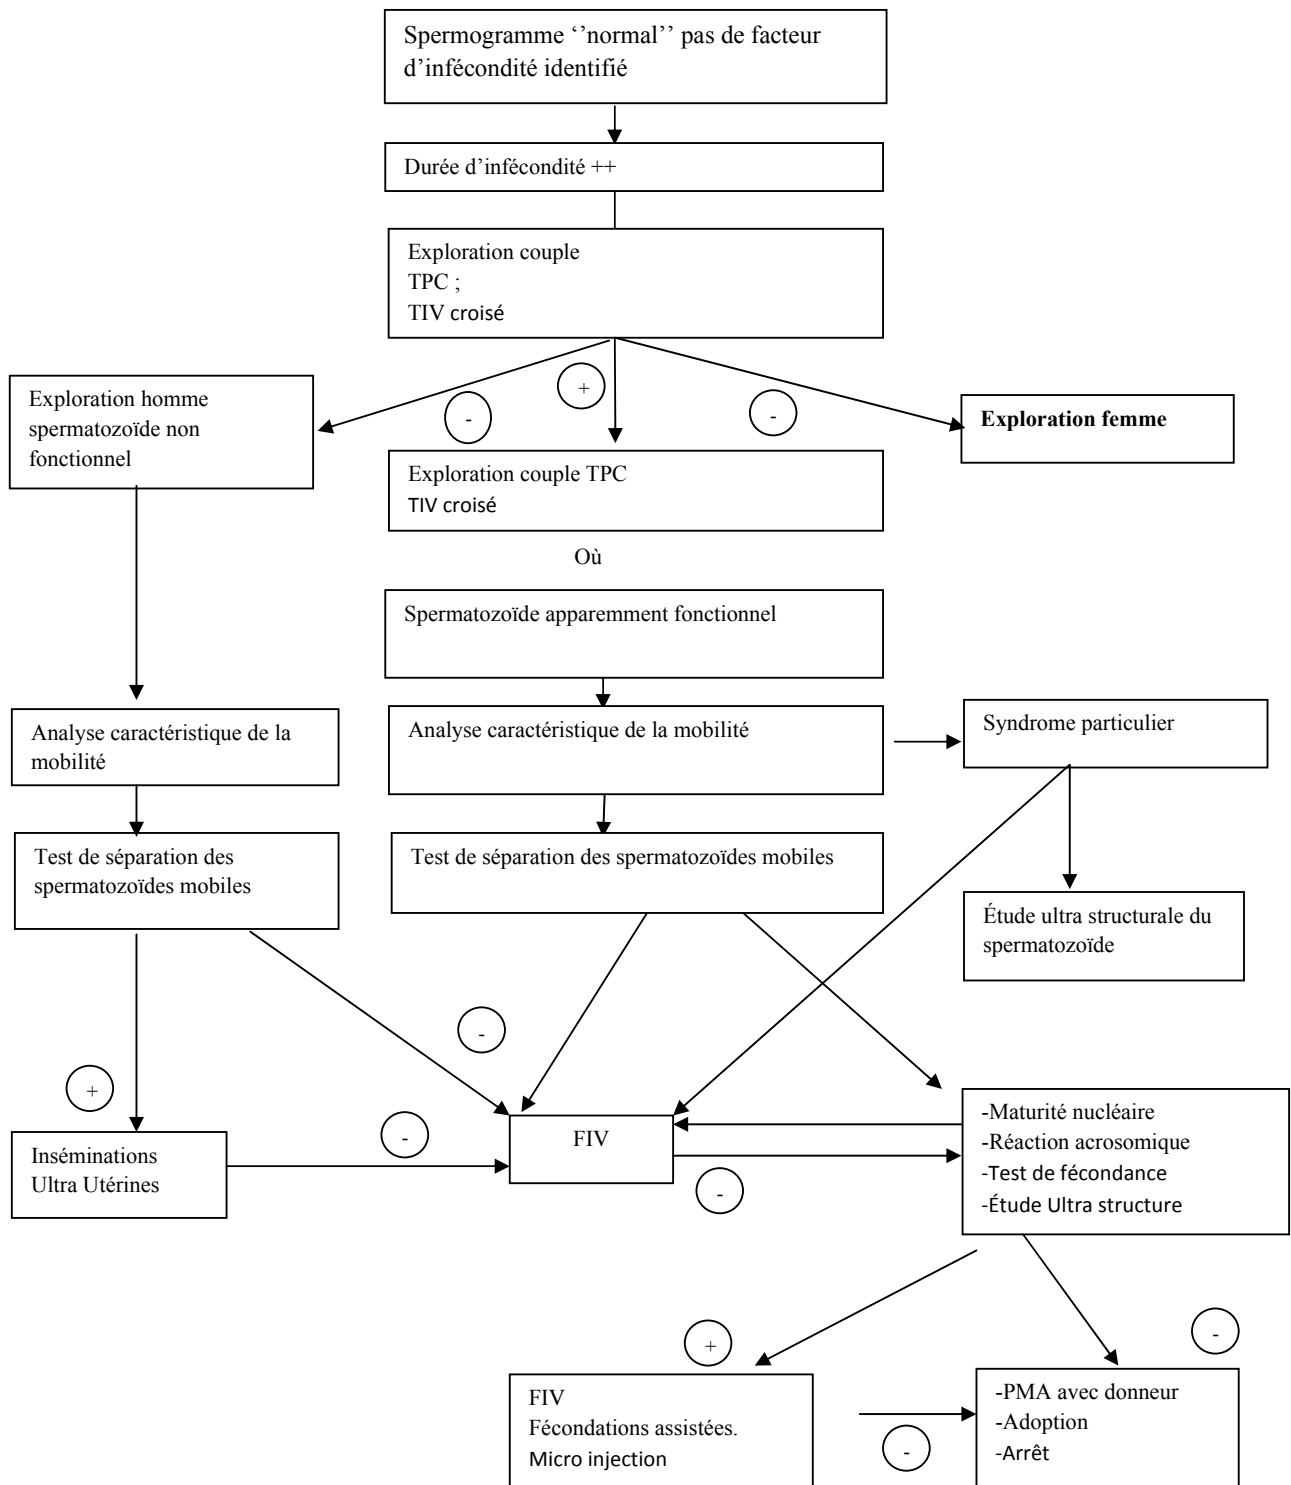 Spermogramme ‘’normal’’ pas de facteur
d’infécondité identifié
Durée d’infécondité ++
Exploration couple
TPC ;
TIV croisé
+
-
-
Exploration homme
spermatozoïde non
fonctionnel
Exploration femme
Exploration couple TPC
TIV croisé
Où
Spermatozoïde apparemment fonctionnel
Analyse caractéristique de la
mobilité
Analyse caractéristique de la mobilité
Syndrome particulier
Test de séparation des
spermatozoïdes mobiles
Test de séparation des spermatozoïdes mobiles
Étude ultra structurale du
spermatozoïde
-
+
-
Inséminations
Ultra Utérines
FIV
-Maturité nucléaire
-Réaction acrosomique
-Test de fécondance
-Étude Ultra structure
-
+
-
FIV
Fécondations assistées.
Micro injection
-
-PMA avec donneur
-Adoption
-Arrêt